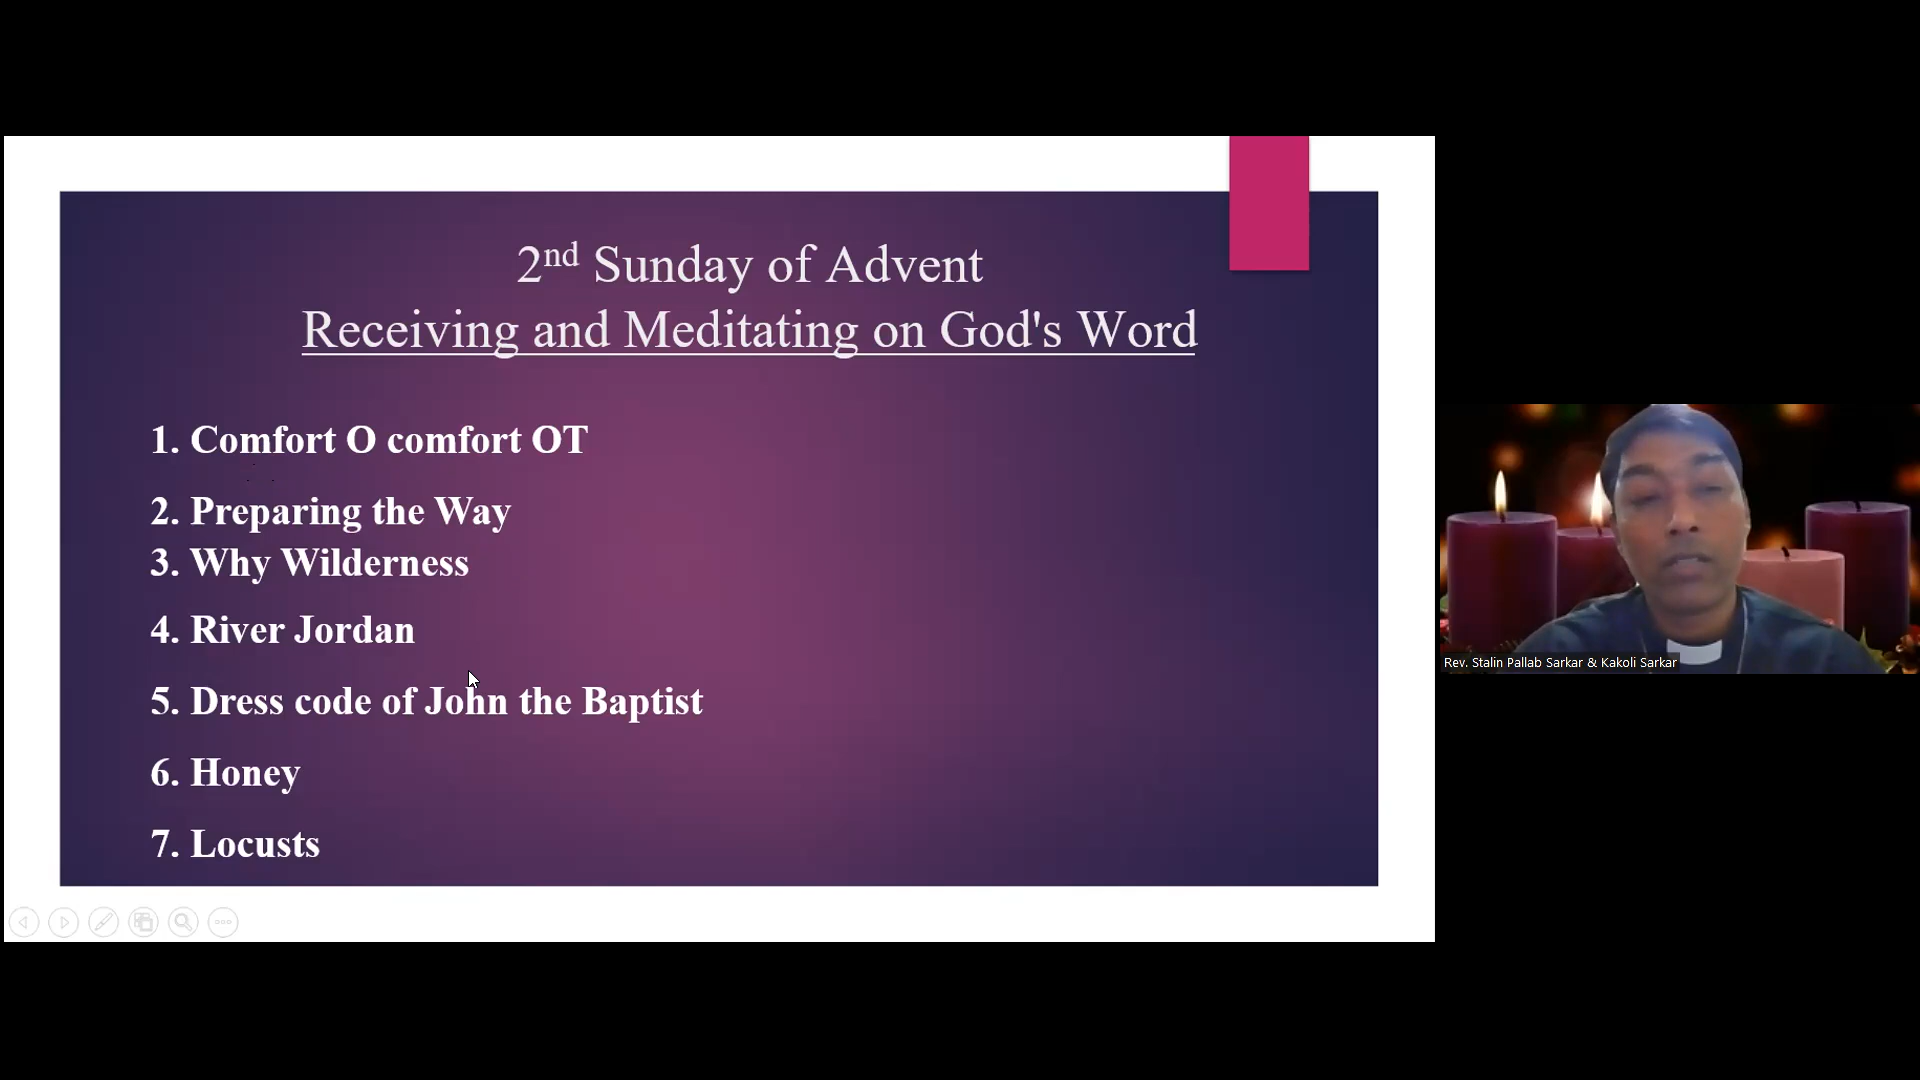 2nd Sunday of Advent
Receiving and Meditating on God's Word
1. Comfort O comfort OT
2. Preparing the Way
3. Why Wilderness
4. River Jordan
5. Dress code of John the Baptist
6. Honey
7. Locusts
Rev. Stalin Pallab Sarkar & Kakoli Sarkar